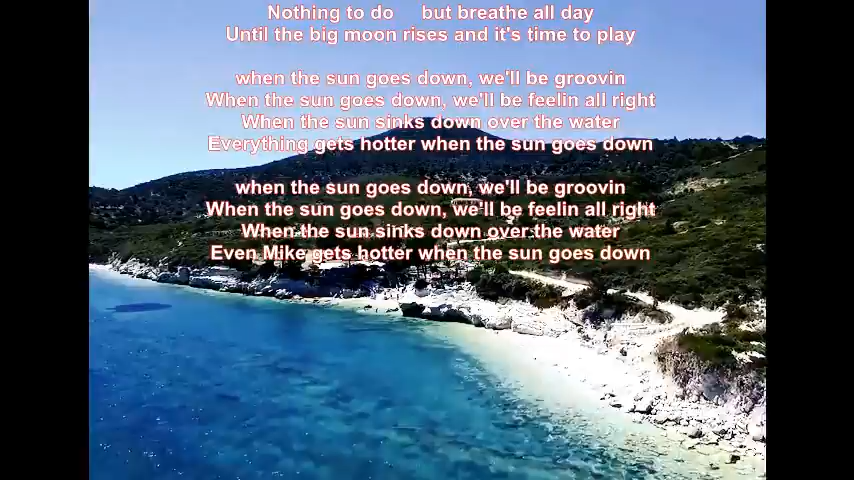 Nothing to do but breathe all day
Until the big moon rises and it's time to play
when the sun goes down, we'll be groovin
When the sun goes down, we'll be feelin all right
When the sun sinks down over the water
Everything gets hotter when the sun goes down
when the sun goes down, we'll be groovin
When the sun goes down, we'll be feelin all right
When the sun sinks down over the water
Even Mike gets hotter when the sun goes down